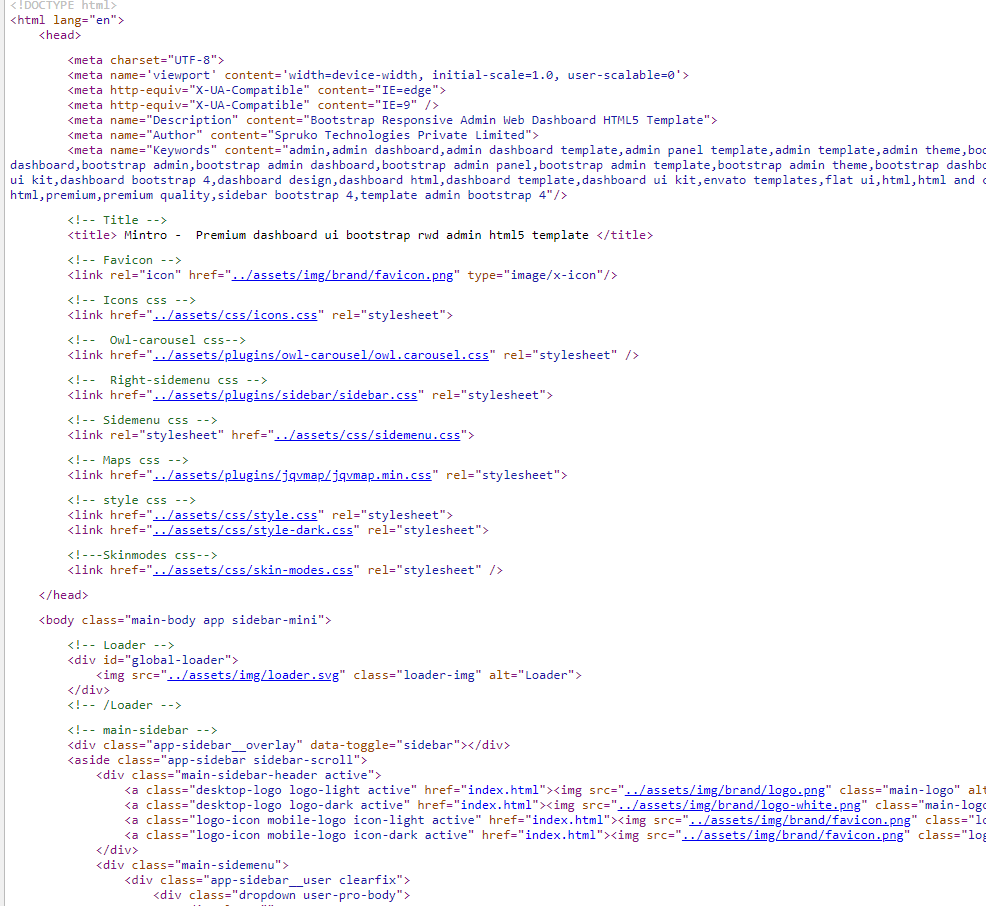 <!DOCTYPE html>
<html lang="en">
<head>
<meta charset="UTF-8">
<meta name='viewport' content='width=device-width, initial-scale=1.0, user-scalable=0'>
<meta http-equiv="X-UA-Compatible" content="IE=edge">
<meta http-equiv="X-UA-Compatible" content="IE=9" />
<meta name="Description" content="Bootstrap Responsive Admin Web Dashboard HTML5 Template">
<meta name="Author" content="Spruko Technologies Private Limited">
<meta name="Keywords" content="admin,admin dashboard,admin dashboard template,admin panel template,admin template,admin theme,boo
dashboard,bootstrap admin,bootstrap admin dashboard,bootstrap admin panel,bootstrap admin template,bootstrap admin theme,bootstrap dashbo
ui kit,dashboard bootstrap 4,dashboard design,dashboard html,dashboard template,dashboard ui kit,envato templates,flat ui,html,html and c
html,premium,premium quality,sidebar bootstrap 4,template admin bootstrap 4"/>
<!-- Title -->
<title> Mintro -  Premium dashboard ui bootstrap rwd admin html5 template </title>
<!-- Favicon -->
<link rel="icon" href="../assets/img/brand/favicon.png" type="image/x-icon"/>
<!-- Icons css -->
<link href="../assets/css/icons.css" rel="stylesheet">
<!--  Owl-carousel css-->
<link href="../assets/plugins/owl-carousel/owl.carousel.css" rel="stylesheet" />
<!--  Right-sidemenu css -->
<link href="../assets/plugins/sidebar/sidebar.css" rel="stylesheet">
<!-- Sidemenu css -->
<link rel="stylesheet" href="../assets/css/sidemenu.css">
<!-- Maps css -->
<link href="../assets/plugins/jqvmap/jqvmap.min.css" rel="stylesheet">
<!-- style css -->
<link href="../assets/css/style.css" rel="stylesheet">
<link href="../assets/css/style-dark.css" rel="stylesheet">
<!---Skinmodes css-->
<link href="../assets/css/skin-modes.css" rel="stylesheet" />
</head>
<body class="main-body app sidebar-mini">
<!-- Loader -->
<div id="global-loader">
<img src="../assets/img/loader.svg" class="loader-img" alt="Loader">
</div>
<!-- /Loader -->
<!-- main-sidebar -->
<div class="app-sidebar__overlay" data-toggle="sidebar"></div>
<aside class="app-sidebar sidebar-scroll">
<div class="main-sidebar-header active">
<a class="desktop-logo logo-light active" href="index.html"><img src="../assets/img/brand/logo.png" class="main-logo" alt
<a class="desktop-logo logo-dark active" href="index.html"><img src="../assets/img/brand/logo-white.png" class="main-logo
<a class="logo-icon mobile-logo icon-light active" href="index.html"><img src="../assets/img/brand/favicon.png" class="lo
<a class="logo-icon mobile-logo icon-dark active" href="index.html"><img src="../assets/img/brand/favicon.png" class="log
</div>
<div class="main-sidemenu">
<div class="app-sidebar__user clearfix">
<div class="dropdown user-pro-body">